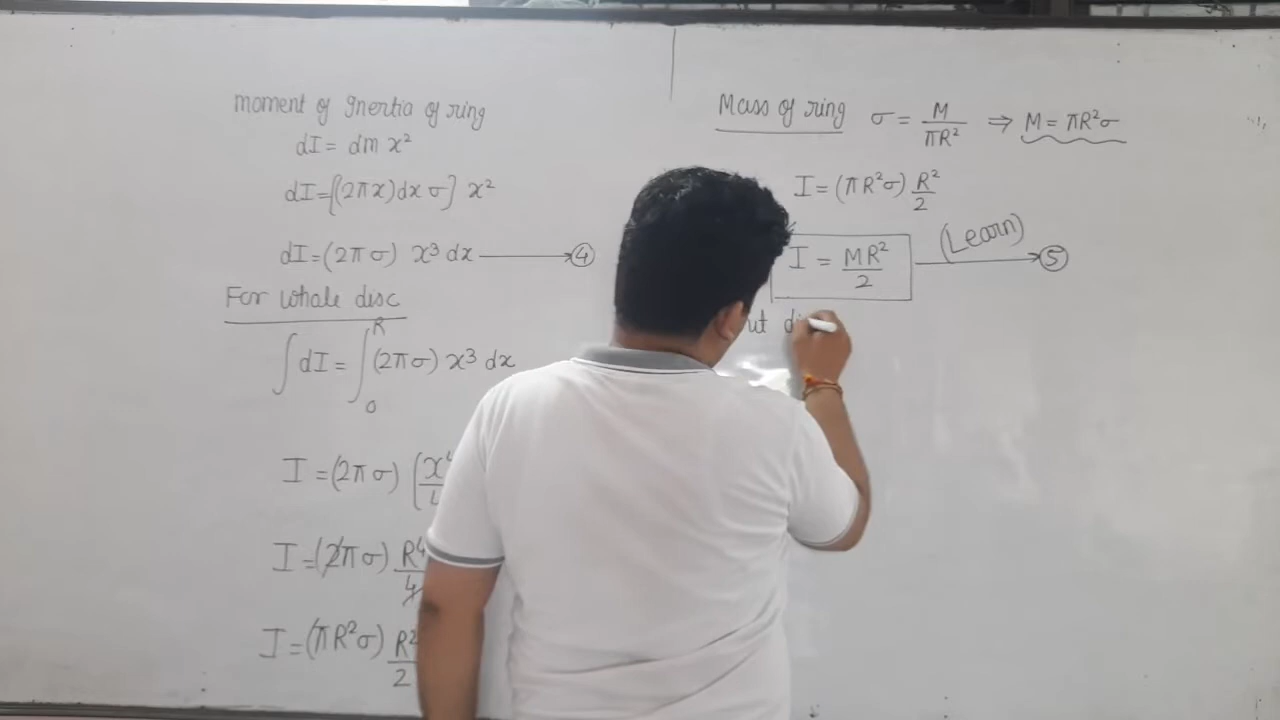 moment of Inertia of ring
dI = dm x²
dI = [(2πx) dx σ] x²
dI = (2πσ) x³ dx ⟶ ④
For Whole disc
∫ dI = ∫₀ᴿ (2πσ) x³ dx
I = (2πσ)
I = (2πσ) R⁴/4
I = (πR²σ) R²/2
Mass of ring σ = M/πR² ⇒ M = πR²σ
I = (πR²σ) R²/2
I = MR²/2 (Learn) ⟶ ⑤